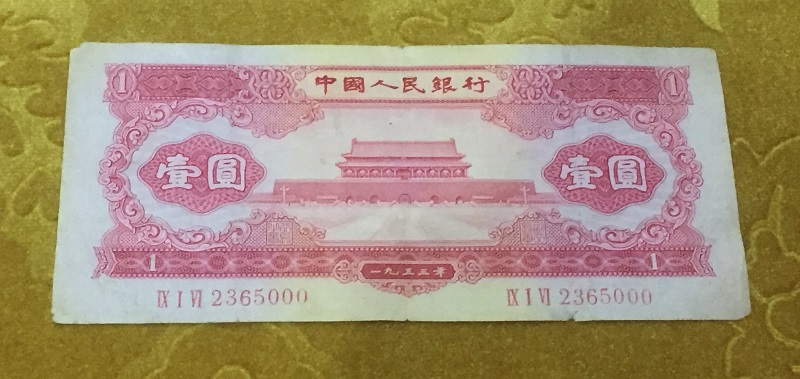 1 中國人民銀行 1
壹圓 壹圓
1 一九五三年 1
IX I VI 2365000 IX I VI 2365000